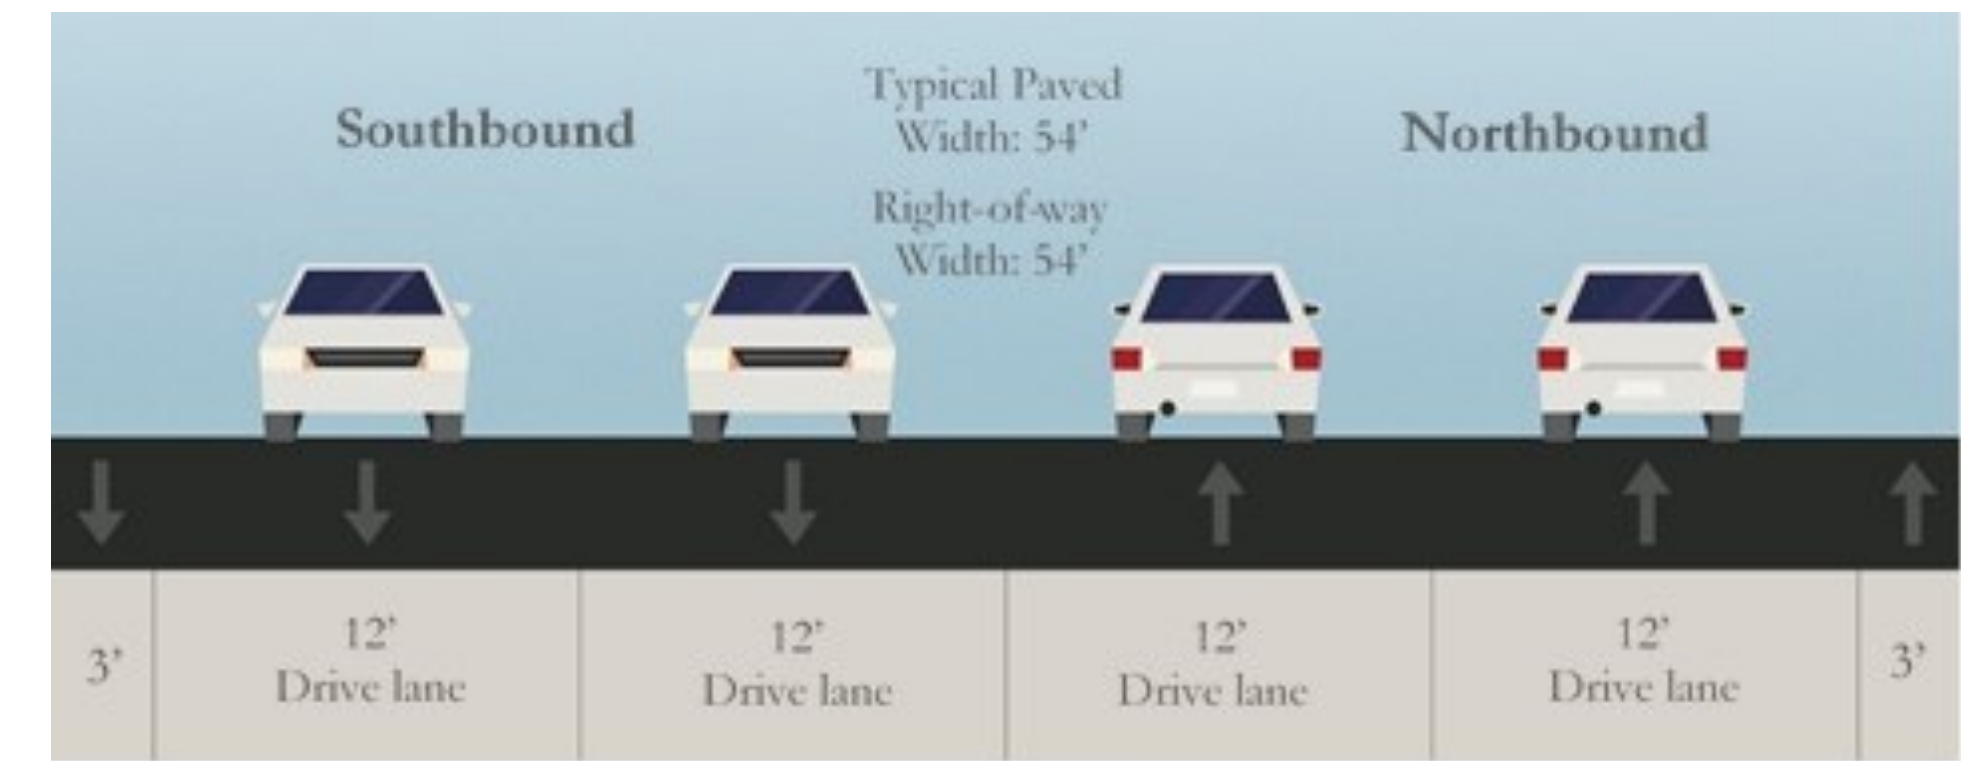 Typical Paved
Width: 54’
Southbound
Northbound
Right-of-way
Width: 54’
3’
12’
Drive lane
12’
Drive lane
12’
Drive lane
12’
Drive lane
3’